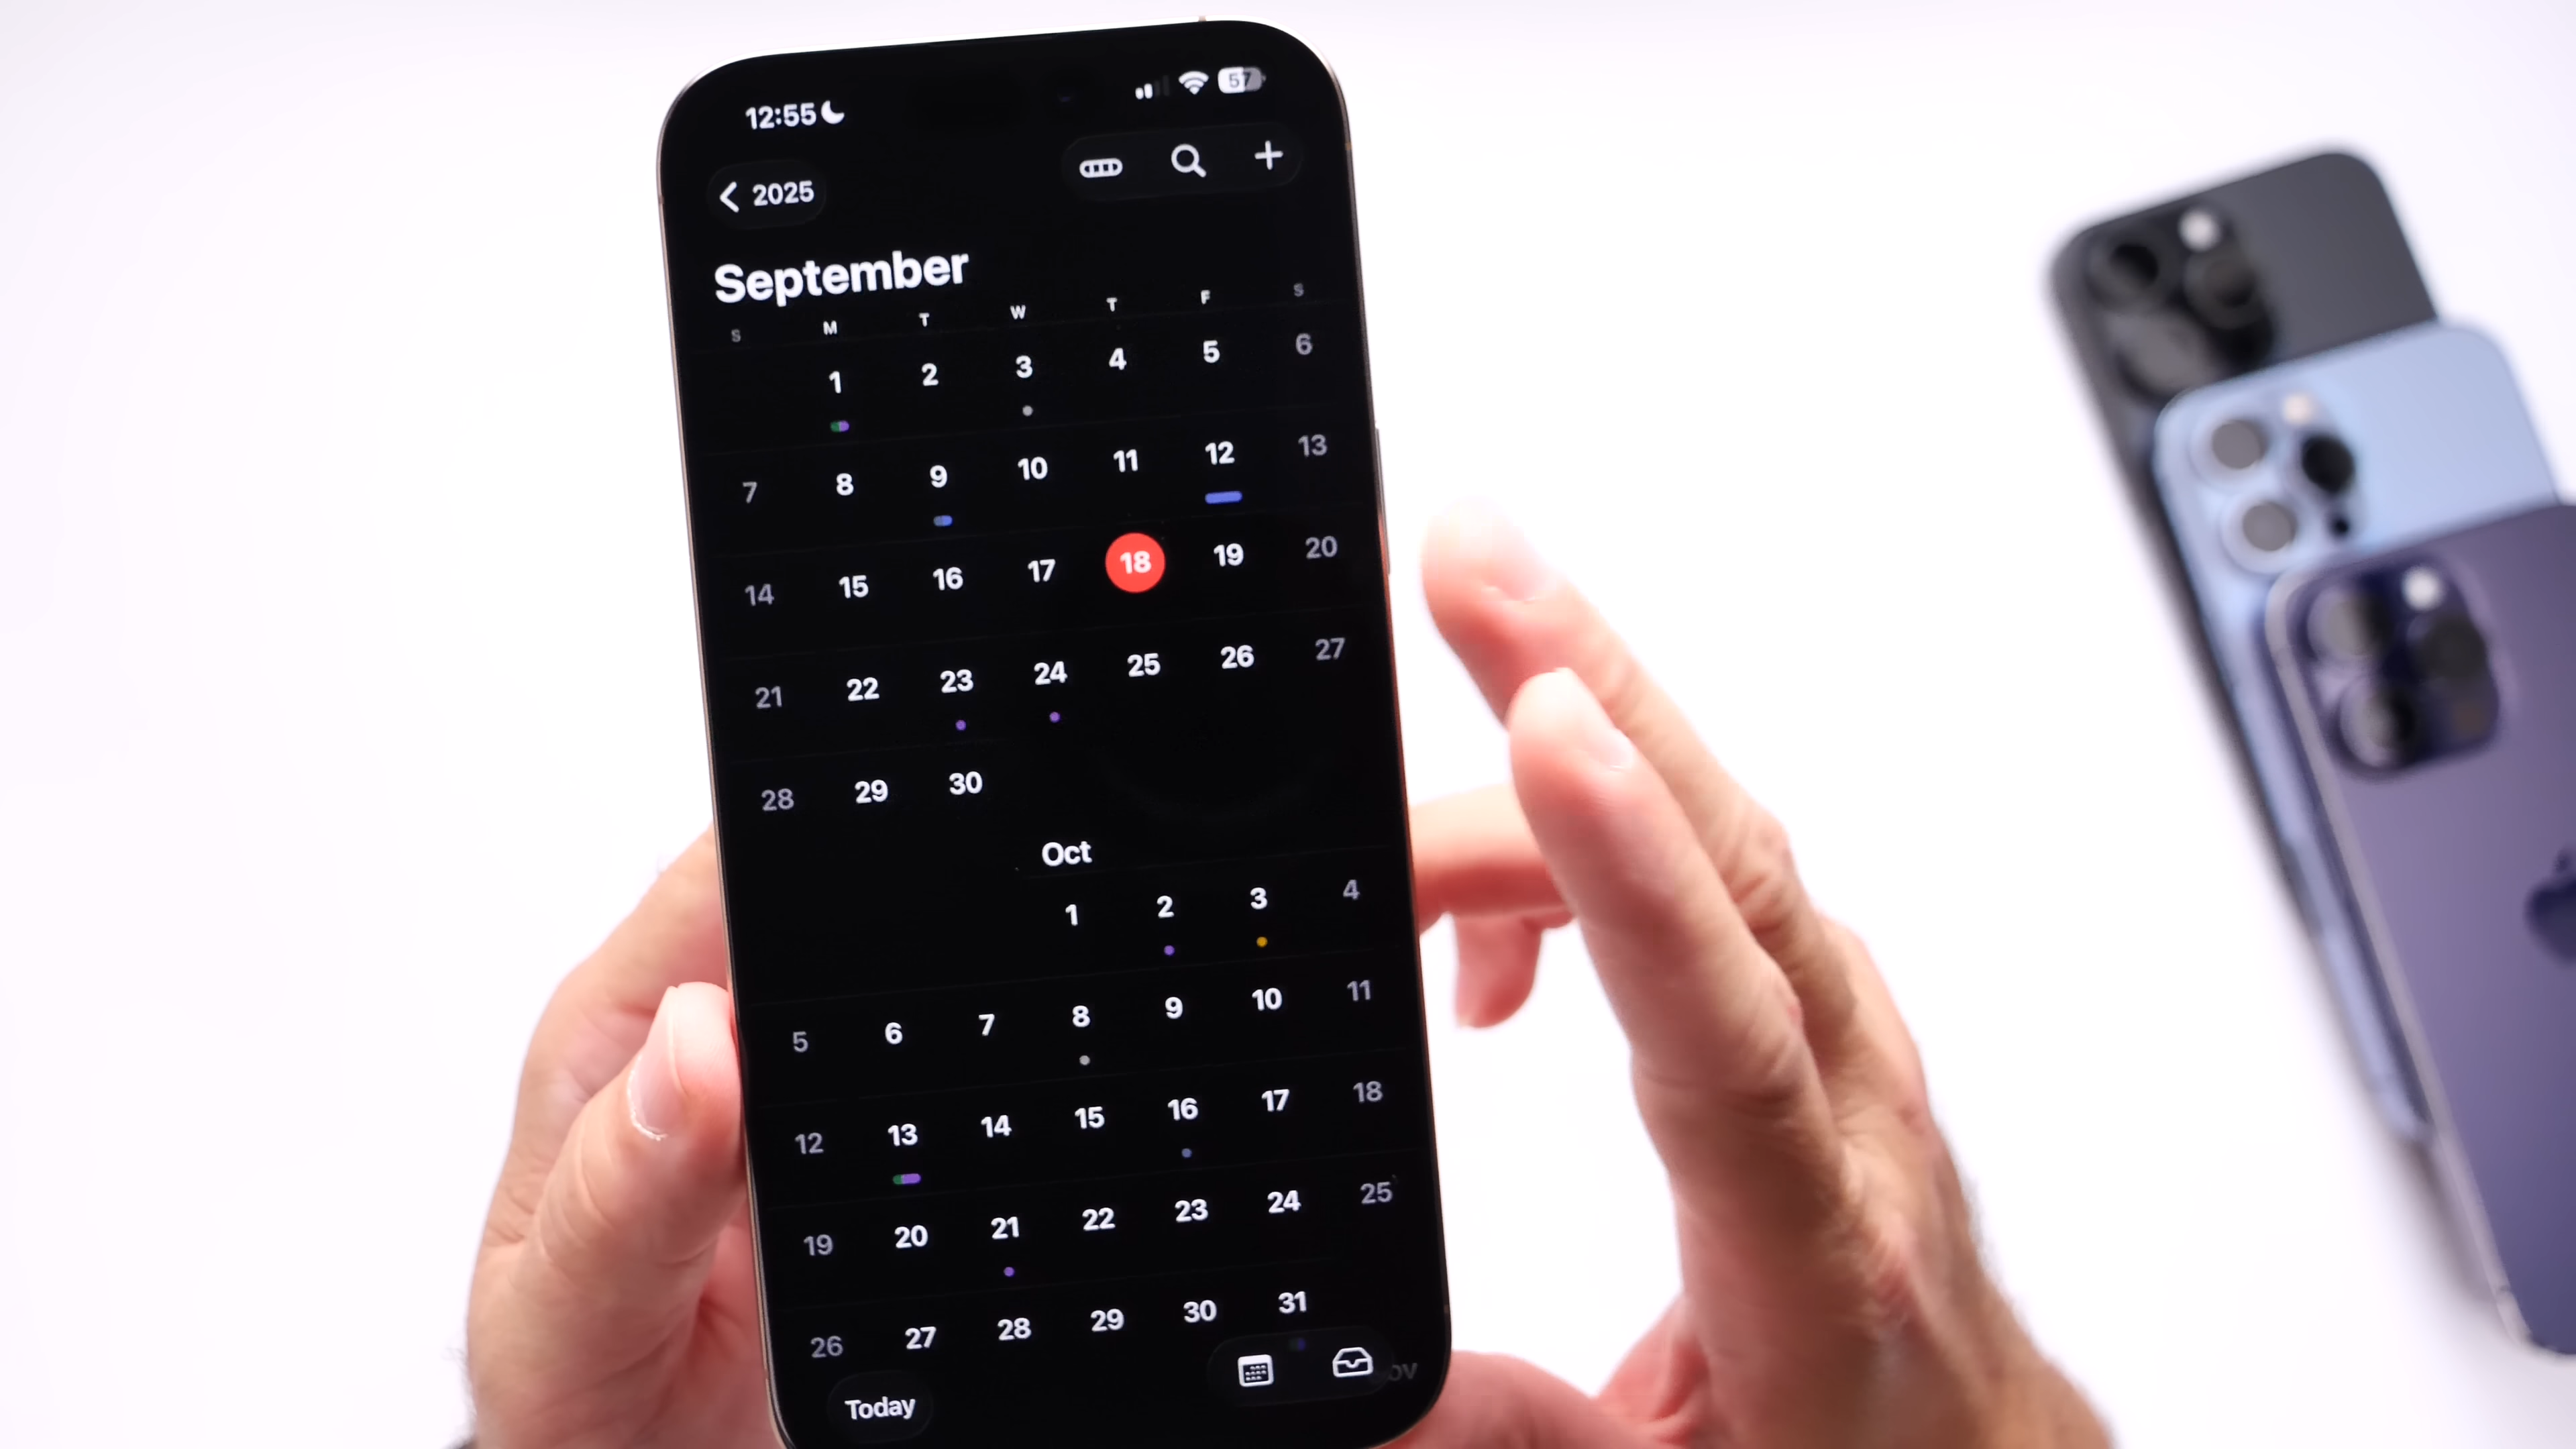 12:55 57
2025
September
S M T W T F S
1 2 3 4 5 6
7 8 9 10 11 12 13
14 15 16 17 18 19 20
21 22 23 24 25 26 27
28 29 30
Oct
1 2 3 4
5 6 7 8 9 10 11
12 13 14 15 16 17 18
19 20 21 22 23 24 25
26 27 28 29 30 31
Today